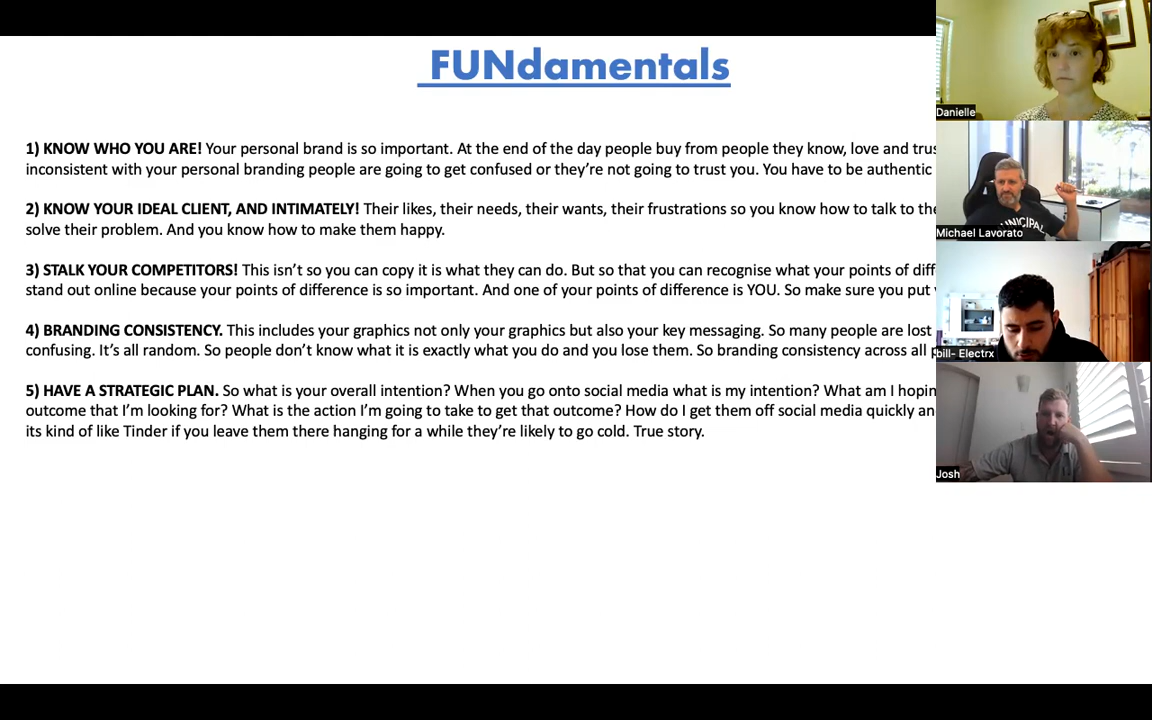 FUNdamentals
1) KNOW WHO YOU ARE! Your personal brand is so important. At the end of the day people buy from people they know, love and trus
inconsistent with your personal branding people are going to get confused or they’re not going to trust you. You have to be authentic
2) KNOW YOUR IDEAL CLIENT, AND INTIMATELY! Their likes, their needs, their wants, their frustrations so you know how to talk to the
solve their problem. And you know how to make them happy.
3) STALK YOUR COMPETITORS! This isn’t so you can copy it is what they can do. But so that you can recognise what your points of diff
stand out online because your points of difference is so important. And one of your points of difference is YOU. So make sure you put
4) BRANDING CONSISTENCY. This includes your graphics not only your graphics but also your key messaging. So many people are lost
confusing. It’s all random. So people don’t know what it is exactly what you do and you lose them. So branding consistency across all
5) HAVE A STRATEGIC PLAN. So what is your overall intention? When you go onto social media what is my intention? What am I hopin
outcome that I’m looking for? What is the action I’m going to take to get that outcome? How do I get them off social media quickly an
its kind of like Tinder if you leave them there hanging for a while they’re likely to go cold. True story.
Danielle
UNICIPAL
Michael Lavorato
bill- Electrx
Josh